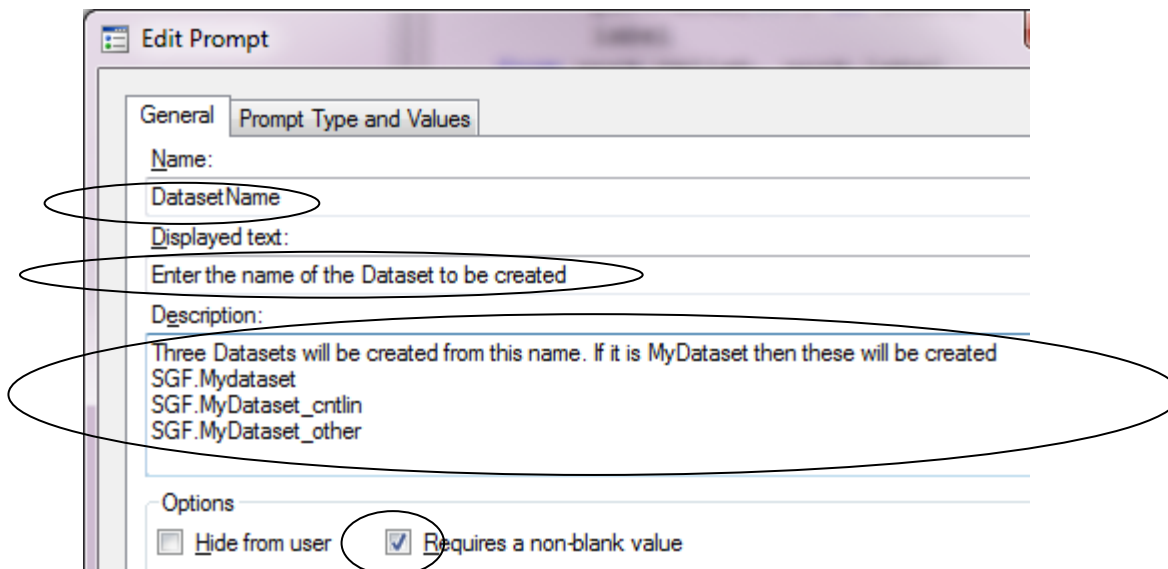 Edit Prompt
General Prompt Type and Values
Name:
DatasetName
Displayed text:
Enter the name of the Dataset to be created
Description:
Three Datasets will be created from this name. If it is MyDataset then these will be created
SGF.Mydataset
SGF.MyDataset_cntlin
SGF.MyDataset_other
Options
Hide from user Requires a non-blank value